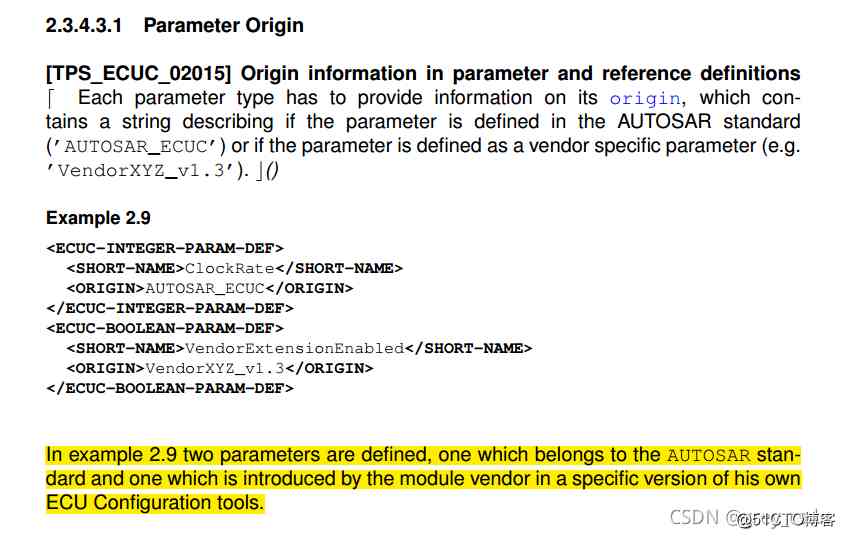 2.3.4.3.1 Parameter Origin
[TPS_ECUC_02015] Origin information in parameter and reference definitions
⌈ Each parameter type has to provide information on its origin, which con-
tains a string describing if the parameter is defined in the AUTOSAR standard
(’AUTOSAR_ECUC’) or if the parameter is defined as a vendor specific parameter (e.g.
’VendorXYZ_v1.3’). ⌋()
Example 2.9
<ECUC-INTEGER-PARAM-DEF>
<SHORT-NAME>ClockRate</SHORT-NAME>
<ORIGIN>AUTOSAR_ECUC</ORIGIN>
</ECUC-INTEGER-PARAM-DEF>
<ECUC-BOOLEAN-PARAM-DEF>
<SHORT-NAME>VendorExtensionEnabled</SHORT-NAME>
<ORIGIN>VendorXYZ_v1.3</ORIGIN>
</ECUC-BOOLEAN-PARAM-DEF>
In example 2.9 two parameters are defined, one which belongs to the AUTOSAR stan-
dard and one which is introduced by the module vendor in a specific version of his own
ECU Configuration tools.
CSDN @51CTO博客